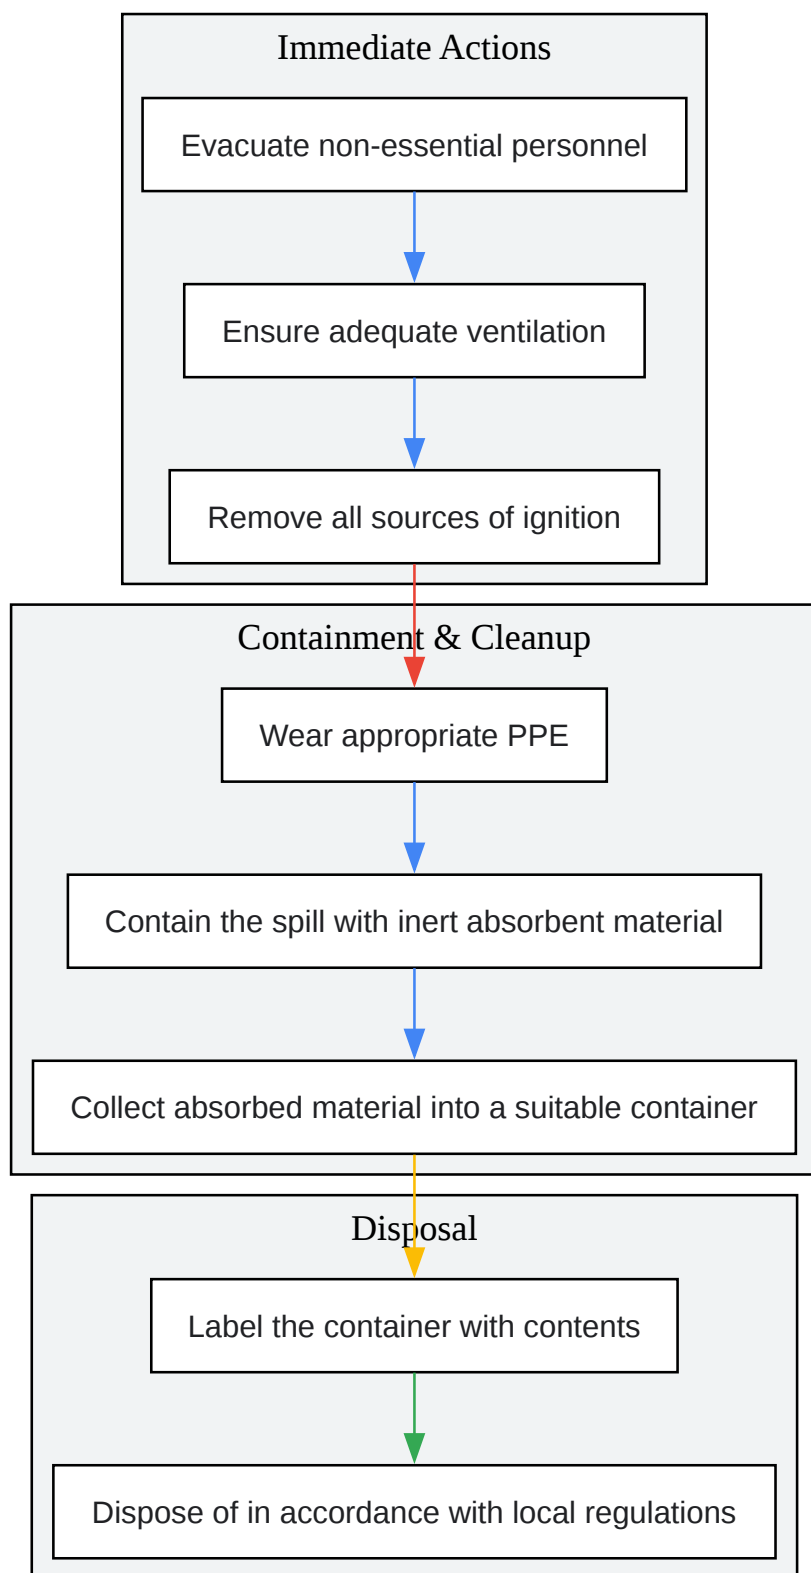 Immediate Actions
Evacuate non-essential personnel
Ensure adequate ventilation
Remove all sources of ignition
Containment & Cleanup
Wear appropriate PPE
Contain the spill with inert absorbent material
Collect absorbed material into a suitable container
Disposal
Label the container with contents
Dispose of in accordance with local regulations